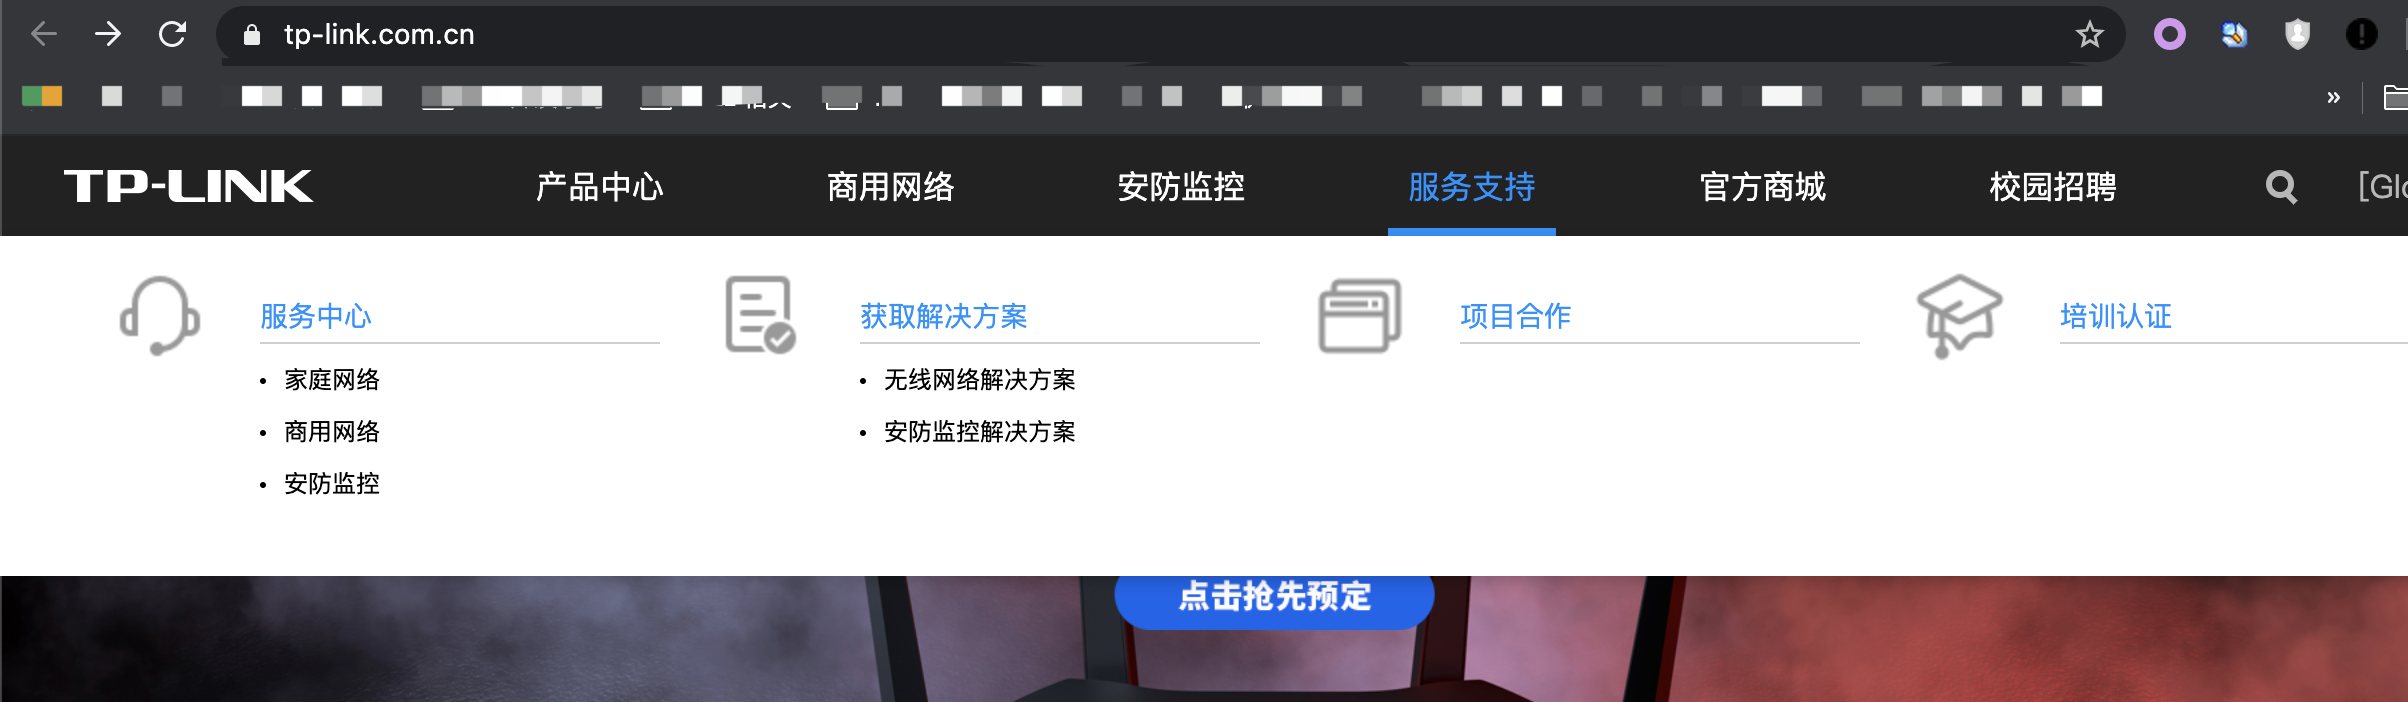 tp-link.com.cn
»
TP-LINK 产品中心 商用网络 安防监控 服务支持 官方商城 校园招聘 [Glo
服务中心 获取解决方案 项目合作 培训认证
• 家庭网络 • 无线网络解决方案
• 商用网络 • 安防监控解决方案
• 安防监控
点击抢先预定